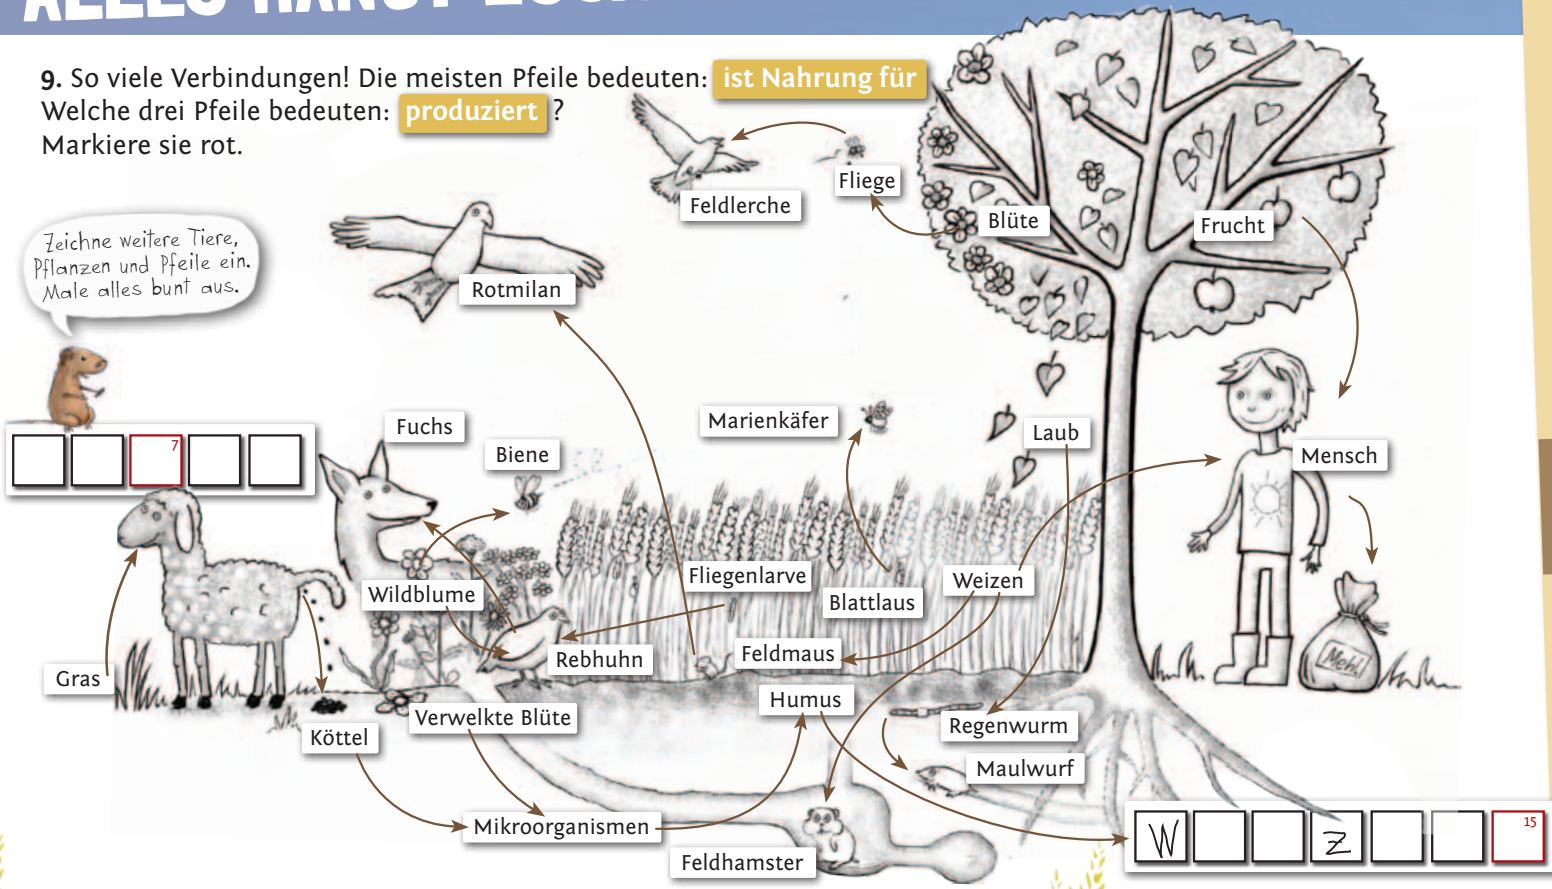 9. So viele Verbindungen! Die meisten Pfeile bedeuten: ist Nahrung für
Welche drei Pfeile bedeuten: produziert ?
Markiere sie rot.
Zeichne weitere Tiere,
Pflanzen und Pfeile ein.
Male alles bunt aus.
Feldlerche
Fliege
Blüte
Frucht
Rotmilan
Fuchs
Biene
Marienkäfer
Laub
Mensch
7
Wildblume
Fliegenlarve
Blattlaus
Weizen
Gras
Rebhuhn
Feldmaus
Mehl
Köttel
Verwelkte Blüte
Humus
Regenwurm
Maulwurf
Mikroorganismen
Feldhamster
W Z 15